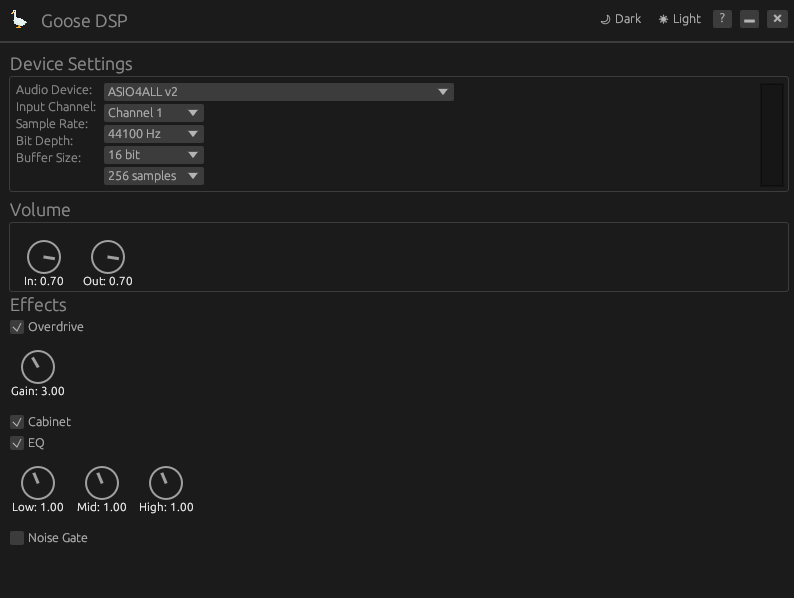 Goose DSP
Dark Light ?
Device Settings
Audio Device: ASIO4ALL v2
Input Channel: Channel 1
Sample Rate: 44100 Hz
Bit Depth: 16 bit
Buffer Size: 256 samples
Volume
In: 0.70 Out: 0.70
Effects
Overdrive
Gain: 3.00
Cabinet
EQ
Low: 1.00 Mid: 1.00 High: 1.00
Noise Gate